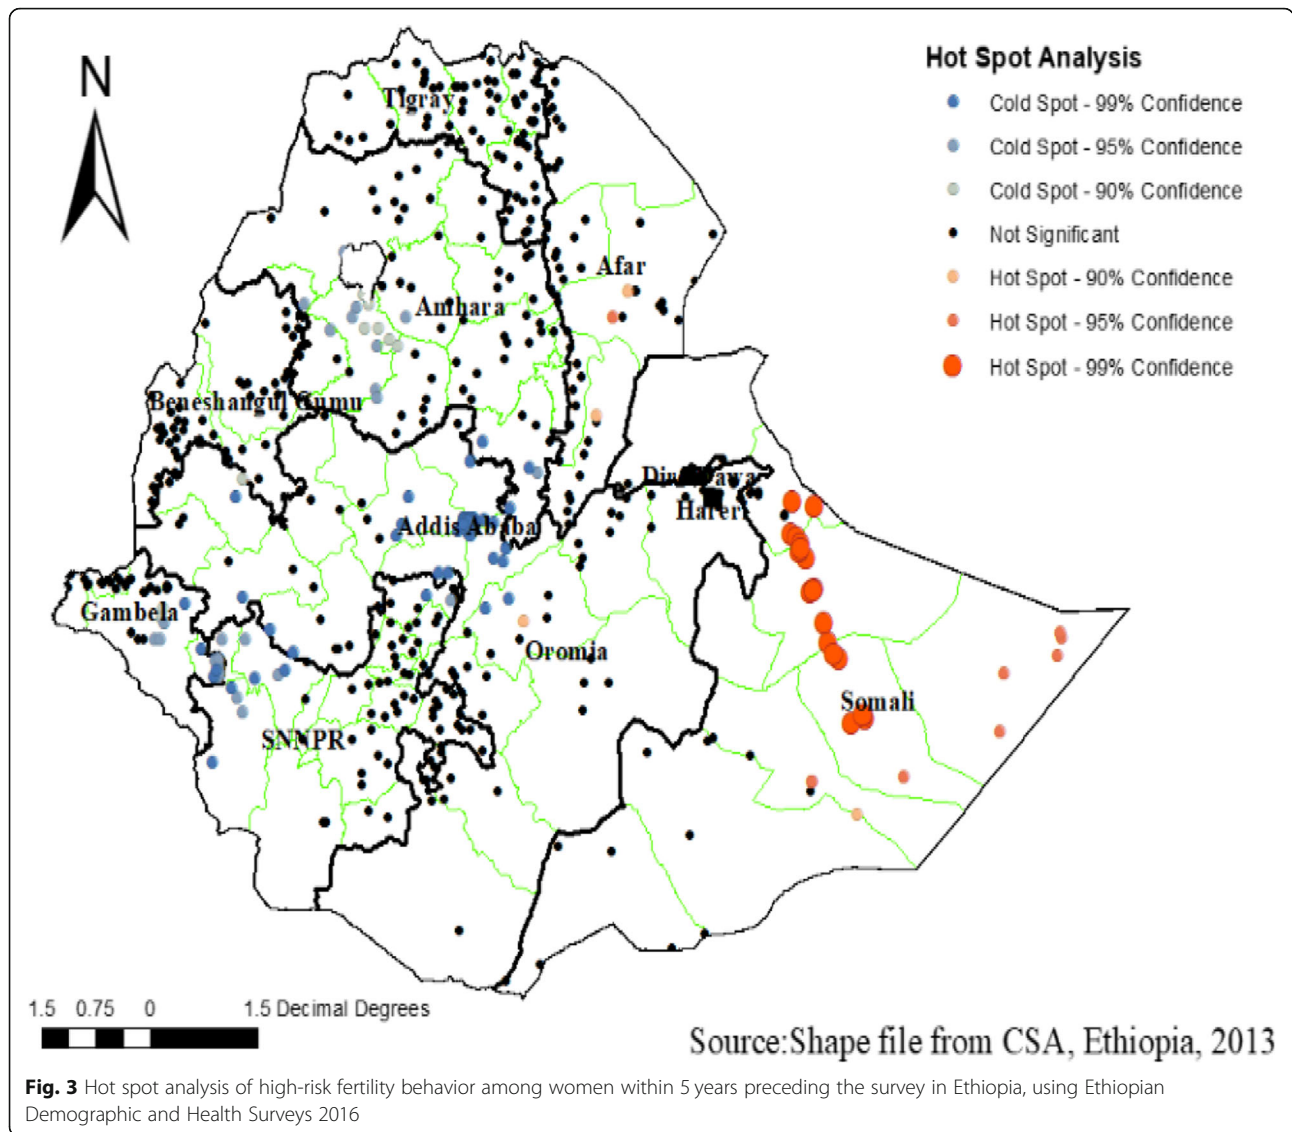 N
Hot Spot Analysis
Cold Spot - 99% Confidence
Cold Spot - 95% Confidence
Cold Spot - 90% Confidence
Not Significant
Hot Spot - 90% Confidence
Hot Spot - 95% Confidence
Hot Spot - 99% Confidence
Tigray
Afar
Amhara
Beneshangul Gumu
Dire Dawa
Harer
Addis Ababa
Gambela
Oromia
Somali
SNNPR
1.5 0.75 0 1.5 Decimal Degrees
Source:Shape file from CSA, Ethiopia, 2013
Fig. 3 Hot spot analysis of high-risk fertility behavior among women within 5 years preceding the survey in Ethiopia, using Ethiopian
Demographic and Health Surveys 2016